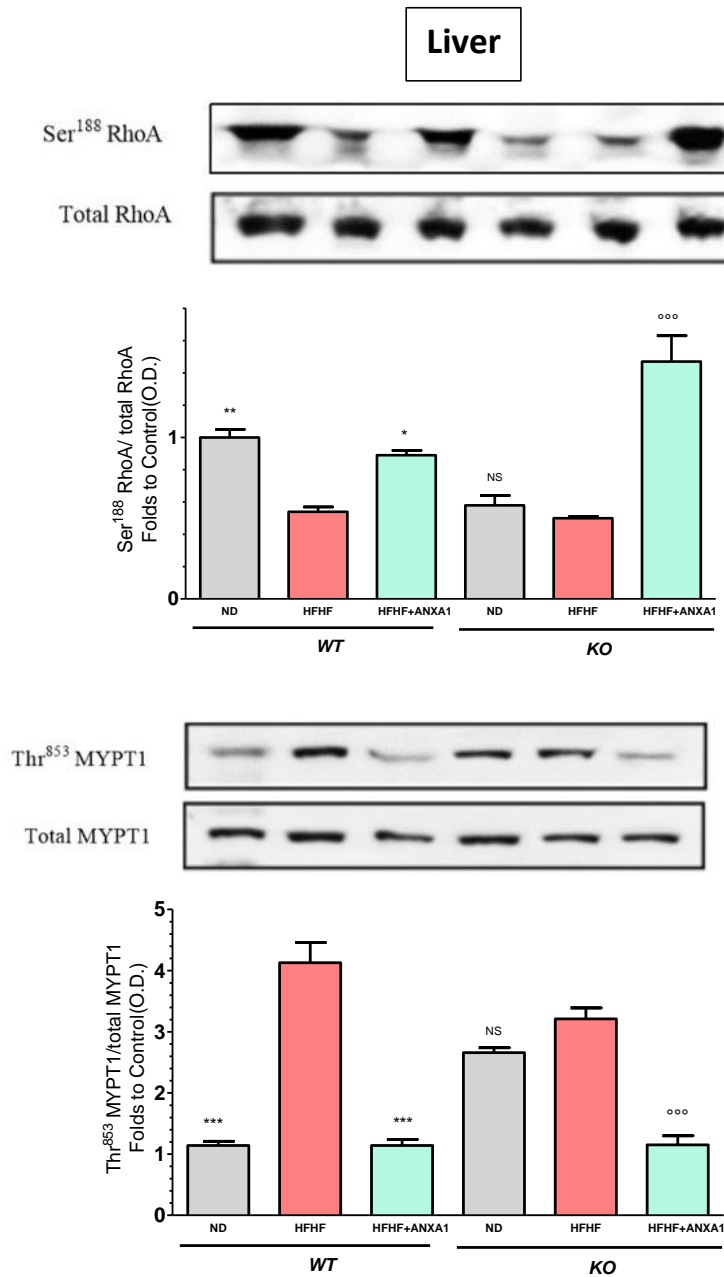 Liver
Ser188 RhoA
Total RhoA
Ser188 RhoA/ total RhoA
Folds to Control(O.D.)
1
0
**
*
NS
°°°
ND HFHF HFHF+ANXA1 ND HFHF HFHF+ANXA1
WT KO
Thr853 MYPT1
Total MYPT1
Thr853 MYPT1/total MYPT1
Folds to Control(O.D.)
5
4
3
2
1
0
***
***
NS
°°°
ND HFHF HFHF+ANXA1 ND HFHF HFHF+ANXA1
WT KO